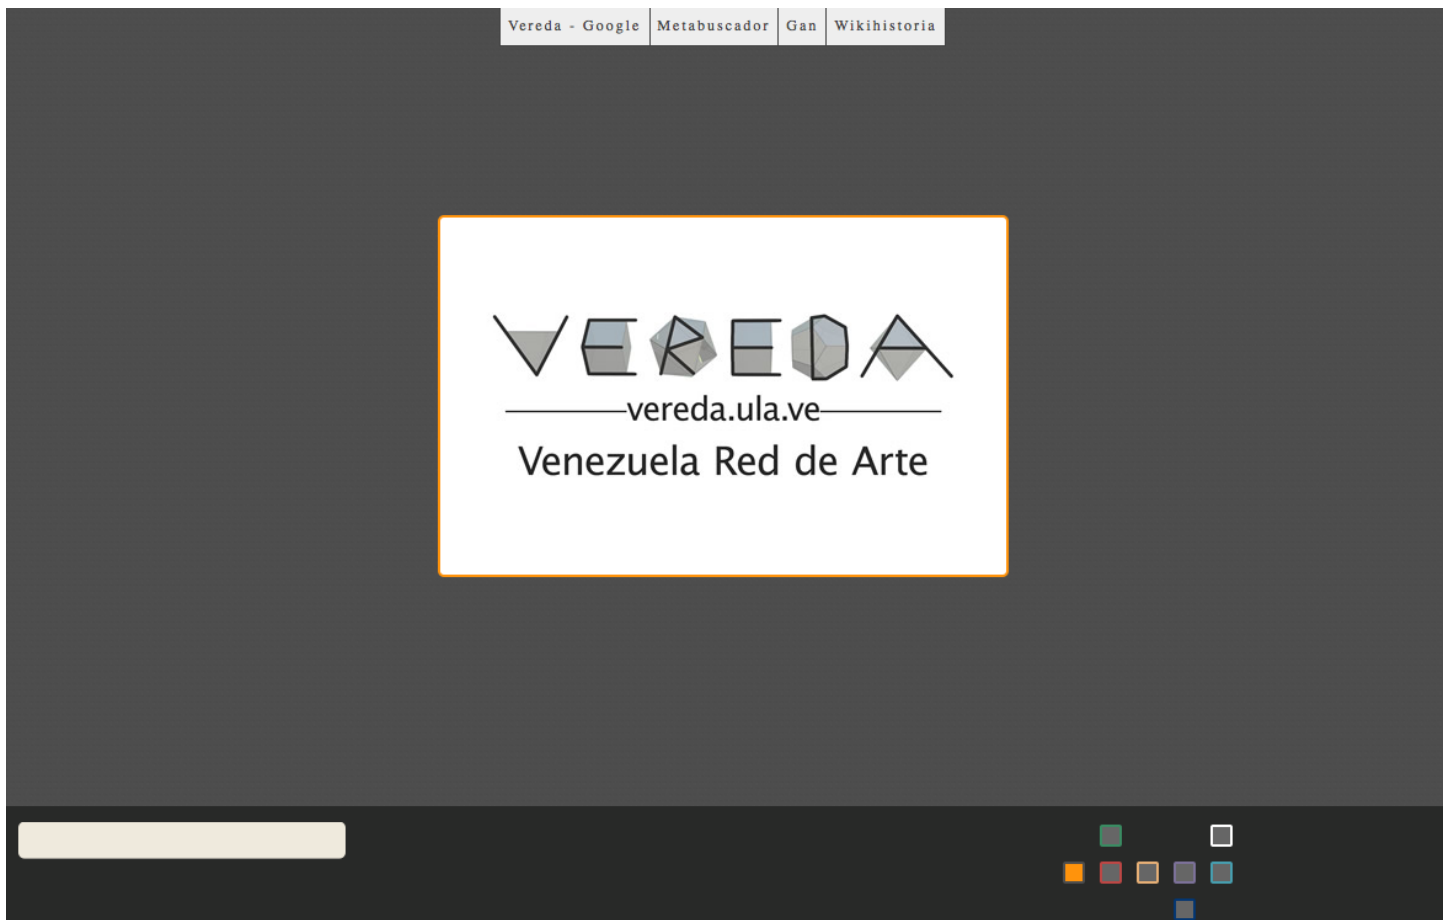 Vereda - Google
Metabuscador
Gan
Wikihistoria
VEREDA
vereda.ula.ve
Venezuela Red de Arte